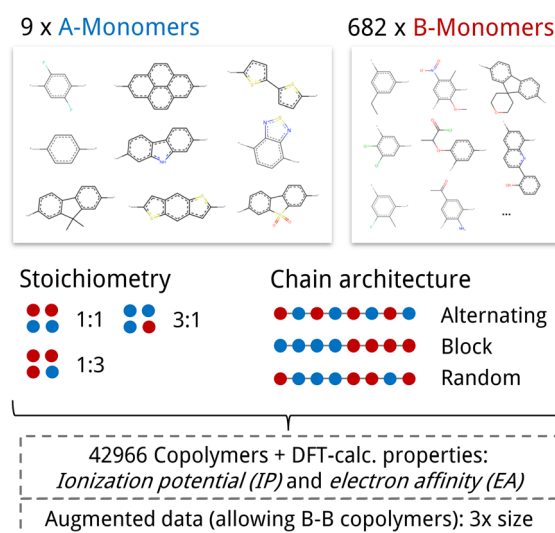 9 x A-Monomers
682 x B-Monomers
...
Stoichiometry
1:1
3:1
1:3
Chain architecture
Alternating
Block
Random
42966 Copolymers + DFT-calc. properties:
Ionization potential (IP) and electron affinity (EA)
Augmented data (allowing B-B copolymers): 3x size